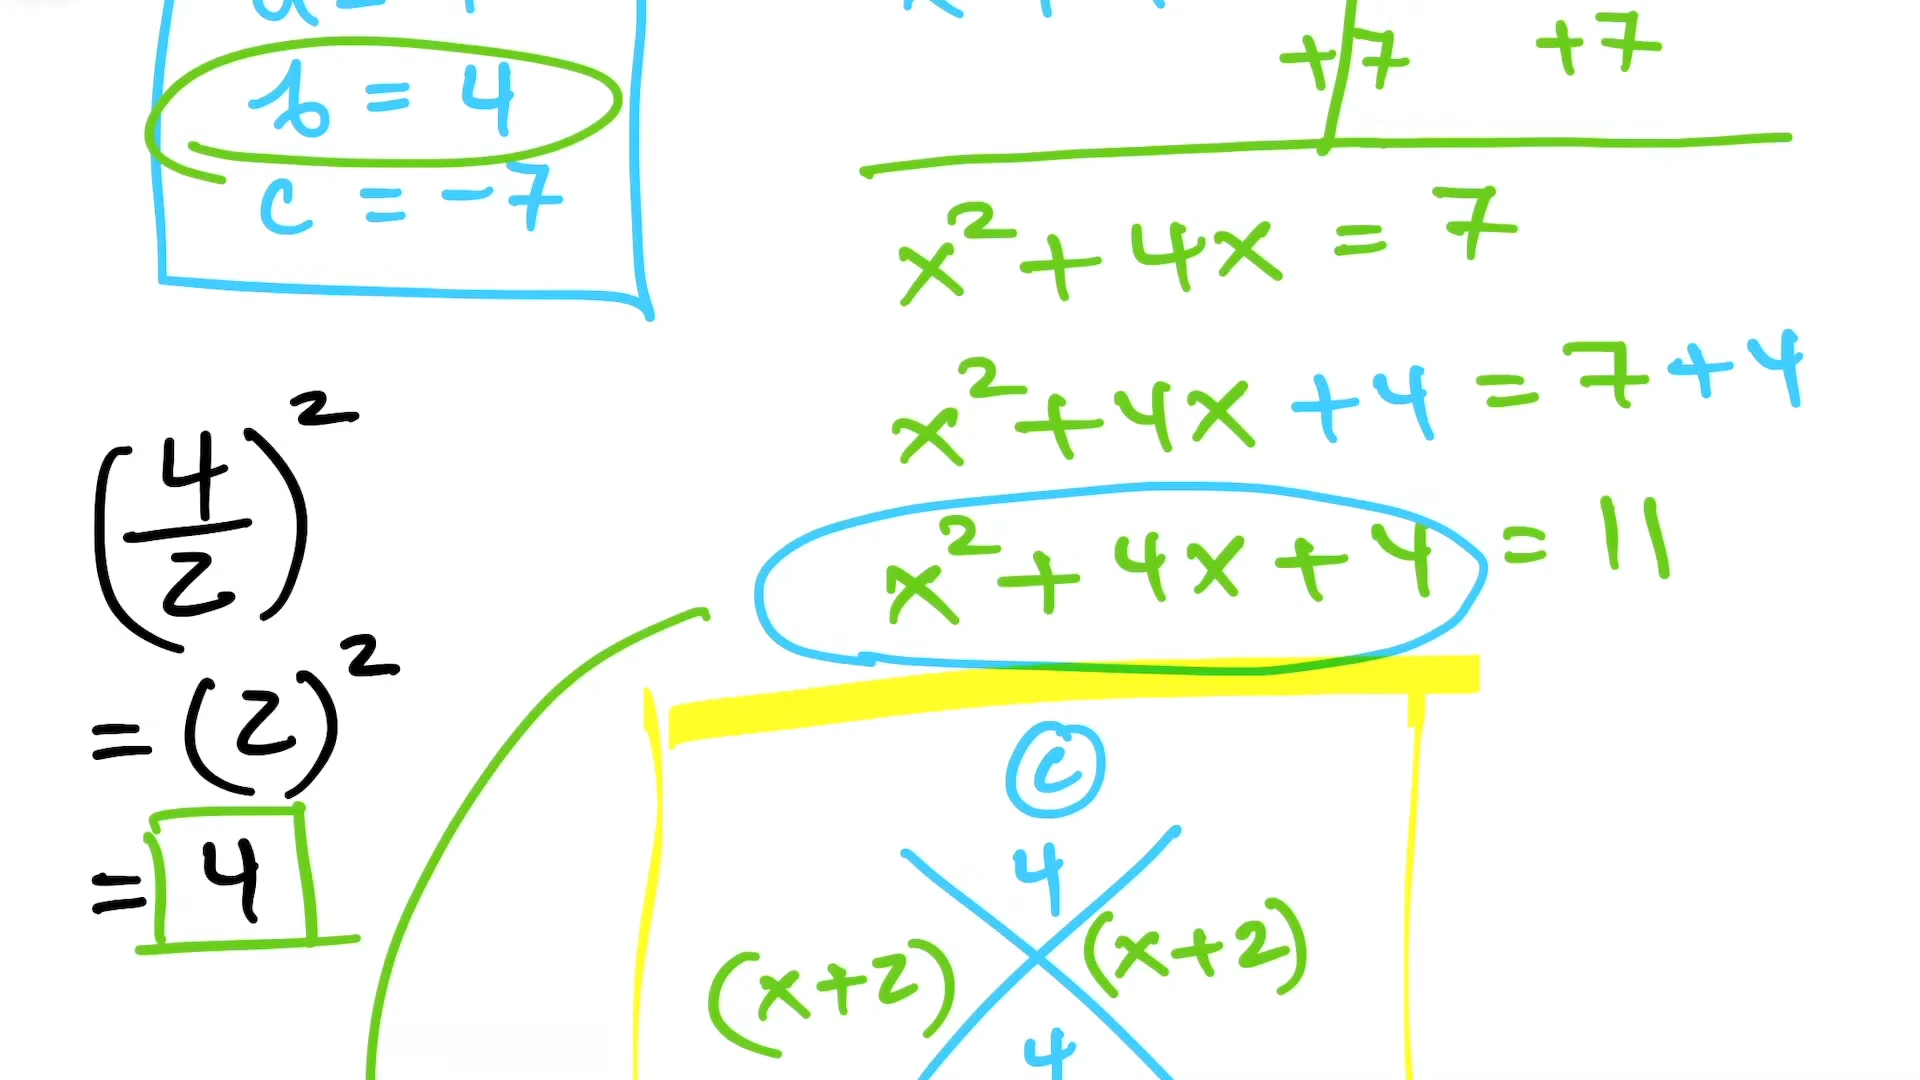 b = 4
c = -7
(4/2)²
= (2)²
= 4
+7 +7
x² + 4x = 7
x² + 4x + 4 = 7 + 4
x² + 4x + 4 = 11
c
4
(x+2) (x+2)
4